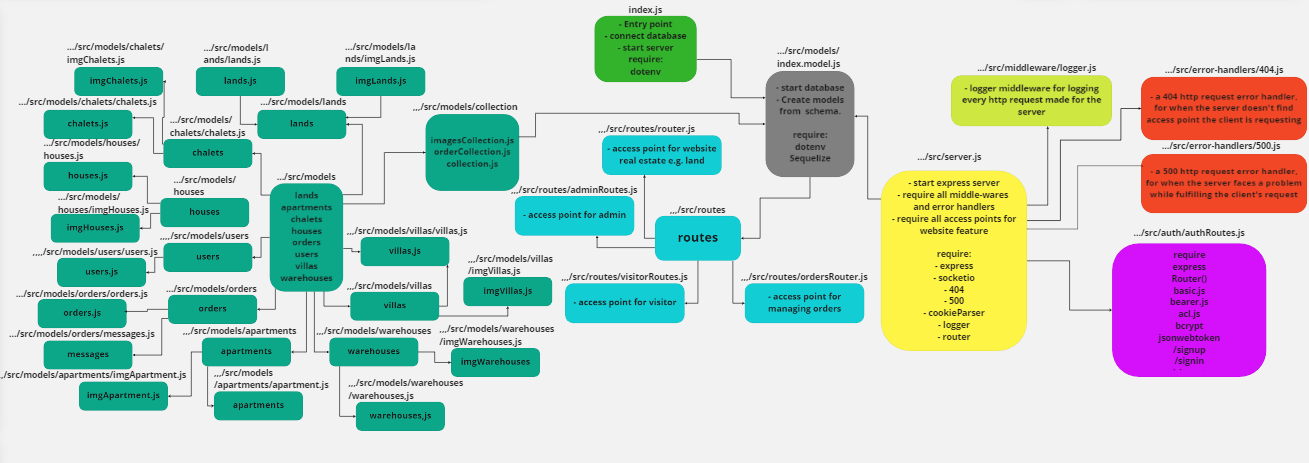 index.js
- Entry point
- connect database
- start server
require:
dotenv
.../src/models/
index.model.js
- start database
- Create models
from schema.
require:
dotenv
Sequelize
.../src/models/chalets/
imgChalets.js
imgChalets.js
.../src/models/l
ands/lands.js
lands.js
.../src/models/la
nds/imgLands.js
imgLands.js
.../src/models/chalets/chalets.js
chalets.js
.../src/models/
chalets/chalets.js
chalets
.../src/models/lands
lands
,,,/src/models/collection
imagesCollection.js
orderCollection.js
collection.js
.../src/models/houses/
houses.js
houses.js
.../src/models/
houses
houses
.../src/models/
houses/imgHouses.js
imgHouses.js
.../src/models
lands
apartments
chalets
houses
orders
users
villas
warehouses
,,,,/src/models/users
users
,,,,/src/models/users/users.js
users.js
,,,/src/models/villas/villas,js
villas,js
,,,/src/models/villas
villas
,,,/src/models/villas
/imgVillas,js
imgVillas,js
.../src/models/orders/orders.js
orders.js
,,,/src/models/orders
orders
,,,/src/models/orders/messages.js
messages
,,,/src/models/apartments
apartments
,,,/src/models/apartments/imgApartment.js
imgApartment.js
,,,/src/models
/apartments/apartment.js
apartments
,,,/src/models/warehouses
warehouses
,,,/src/models/warehouses
/imgWarehouses.js
imgWarehouses
,,,/src/models/warehouses
/warehouses,js
warehouses,js
,,,/src/routes/router.js
- access point for website
real estate e.g. land
,,,/src/routes/adminRoutes.js
- access point for admin
,,,/src/routes
routes
,,,/src/routes/visitorRoutes.js
- access point for visitor
,,,/src/routes/ordersRouter.js
- access point for
managing orders
.../src/server.js
- start express server
- require all middle-wares
and error handlers
- require all access points for
website feature
require:
- express
- socketio
- 404
- 500
- cookieParser
- logger
- router
.../src/middleware/logger.js
- logger middleware for logging
every http request made for the
server
.../src/error-handlers/404.js
- a 404 http request error handler,
for when the server doesn't find
access point the client is requesting
.../src/error-handlers/500.js
- a 500 http request error handler,
for when the server faces a problem
while fulfilling the client's request
.../src/auth/authRoutes.js
require
express
Router()
basic.js
bearer.js
acl.js
bcrypt
jsonwebtoken
/signup
/signin